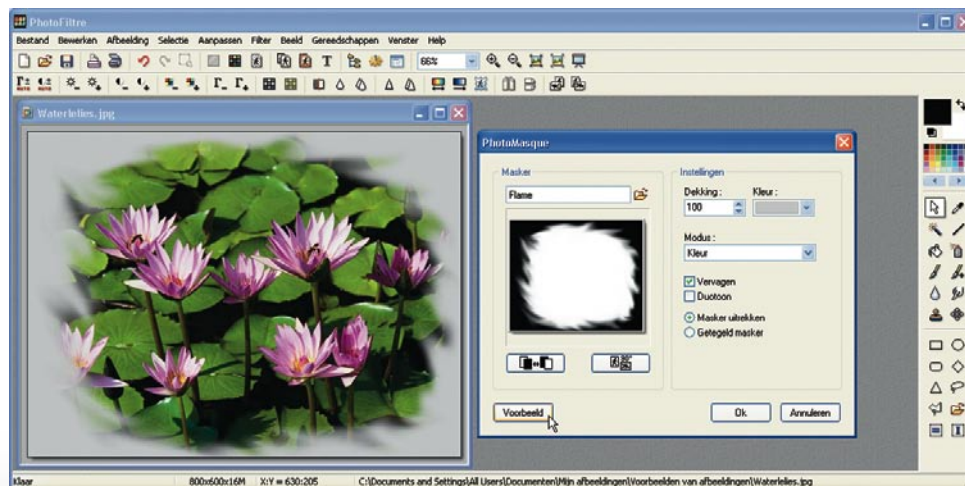 PhotoFiltre
Bestand Bewerken Afbeelding Selectie Aanpassen Filter Beeld Gereedschappen Venster Help
T 66%
AUTO AUTO
Waterlelies.jpg
PhotoMasque
Masker
Flame
Instellingen
Dekking : Kleur :
100
Modus :
Kleur
Vervagen
Duotoon
Masker uitrekken
Getegeld masker
Voorbeeld Ok Annuleren
Klaar 800x600x16M X:Y = 630:205 C:\Documents and Settings\All Users\Documenten\Mijn afbeeldingen\Voorbeelden van afbeeldingen\Waterlelies.jpg